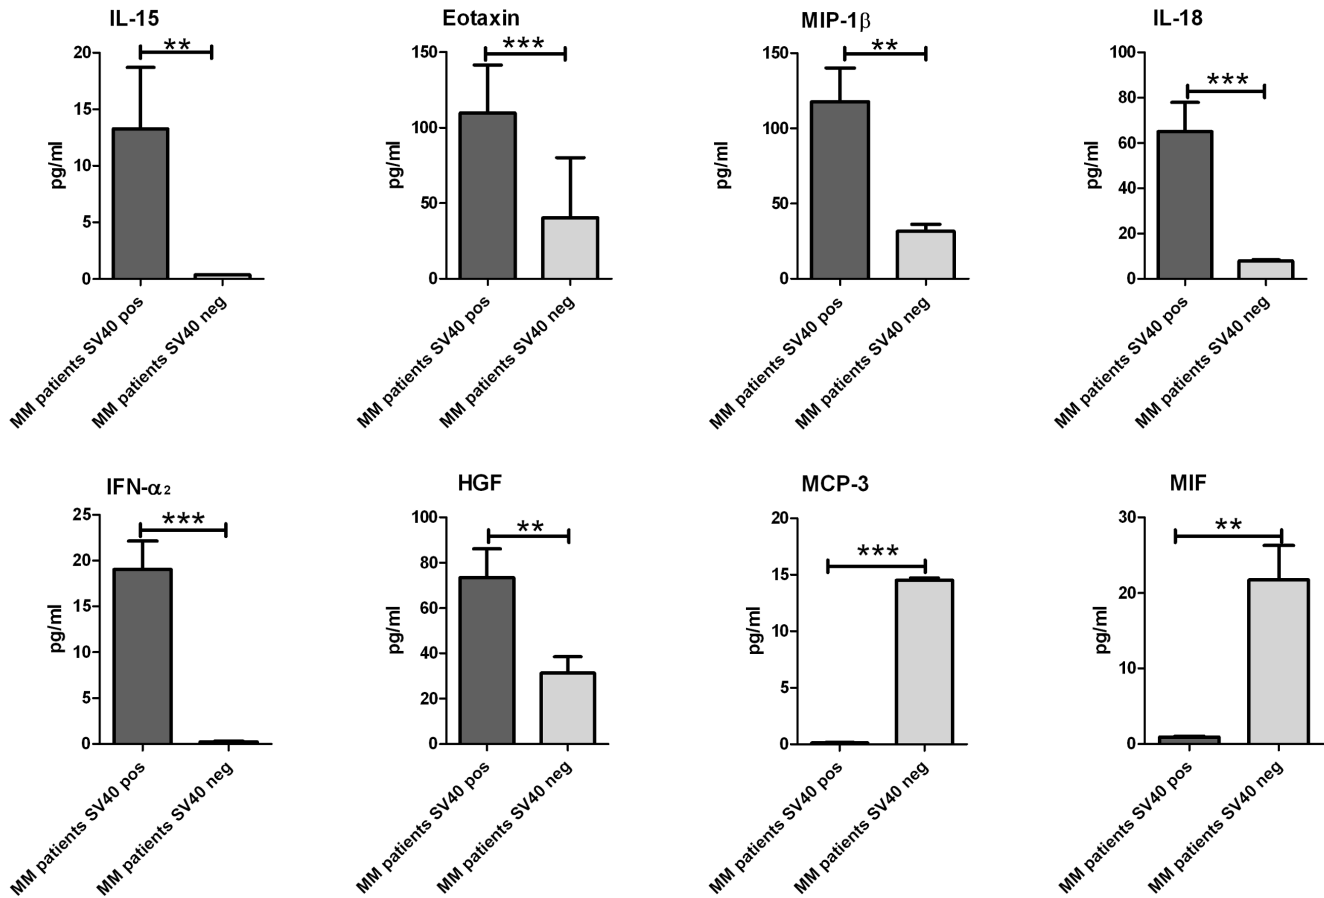 IL-15
**
20
15
10
5
0
pg/ml
MM patients SV40 pos
MM patients SV40 neg
Eotaxin
***
150
100
50
0
pg/ml
MM patients SV40 pos
MM patients SV40 neg
MIP-1β
**
150
100
50
0
pg/ml
MM patients SV40 pos
MM patients SV40 neg
IL-18
***
100
80
60
40
20
0
pg/ml
MM patients SV40 pos
MM patients SV40 neg
IFN-α₂
***
25
20
15
10
5
0
pg/ml
MM patients SV40 pos
MM patients SV40 neg
HGF
**
100
80
60
40
20
0
pg/ml
MM patients SV40 pos
MM patients SV40 neg
MCP-3
***
20
15
10
5
0
pg/ml
MM patients SV40 pos
MM patients SV40 neg
MIF
**
30
20
10
0
pg/ml
MM patients SV40 pos
MM patients SV40 neg